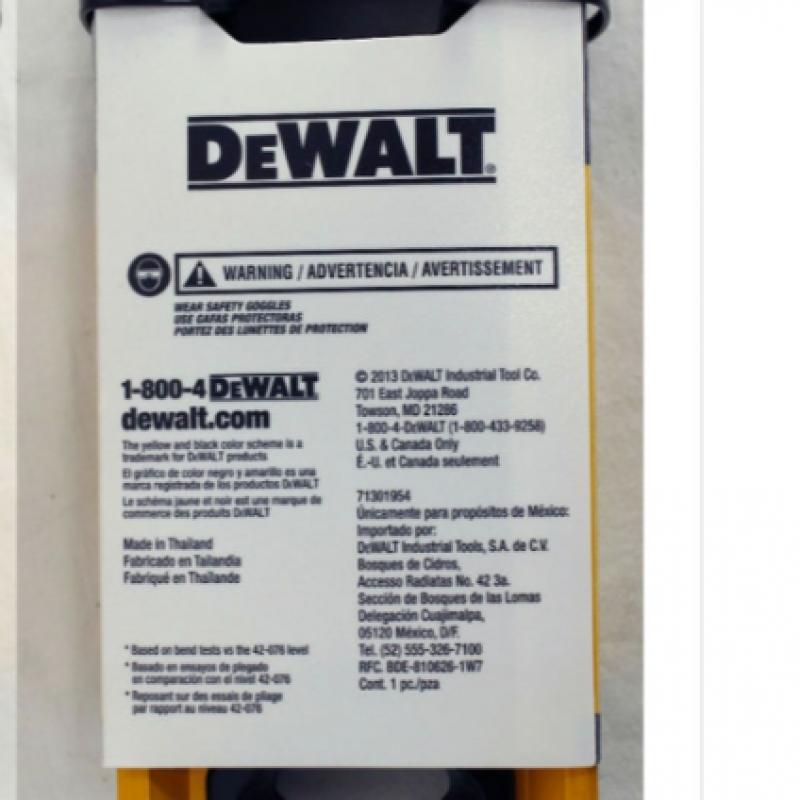 DEWALT®
WARNING / ADVERTENCIA / AVERTISSEMENT
WEAR SAFETY GOGGLES
USE GAFAS PROTECTORAS
PORTEZ DES LUNETTES DE PROTECTION
1-800-4 DEWALT
dewalt.com
The yellow and black color scheme is a
trademark for DEWALT products
El gráfico de color negro y amarillo es una
marca registrada de los productos DEWALT
Le schéma jaune et noir est une marque de
commerce des produits DEWALT
Made in Thailand
Fabricado en Tailandia
Fabriqué en Thaïlande
* Based on bend tests vs the 42-076 level
* Basado en ensayos de plegado
en comparación con el nivel 42-076
* Reposant sur des essais de pliage
par rapport au niveau 42-076
© 2013 DEWALT Industrial Tool Co.
701 East Joppa Road
Towson, MD 21286
1-800-4-DEWALT (1-800-433-9258)
U.S. & Canada Only
É.-U. et Canada seulement
71301954
Únicamente para propósitos de México:
Importado por:
DEWALT Industrial Tools, S.A. de C.V.
Bosques de Cidros,
Acceso Radiatas No. 42 3a.
Sección de Bosques de las Lomas
Delegación Cuajimalpa,
05120 México, D/F.
Tel. (52) 555-326-7100
RFC. BDE-810626-1W7
Cont. 1 pc./pza